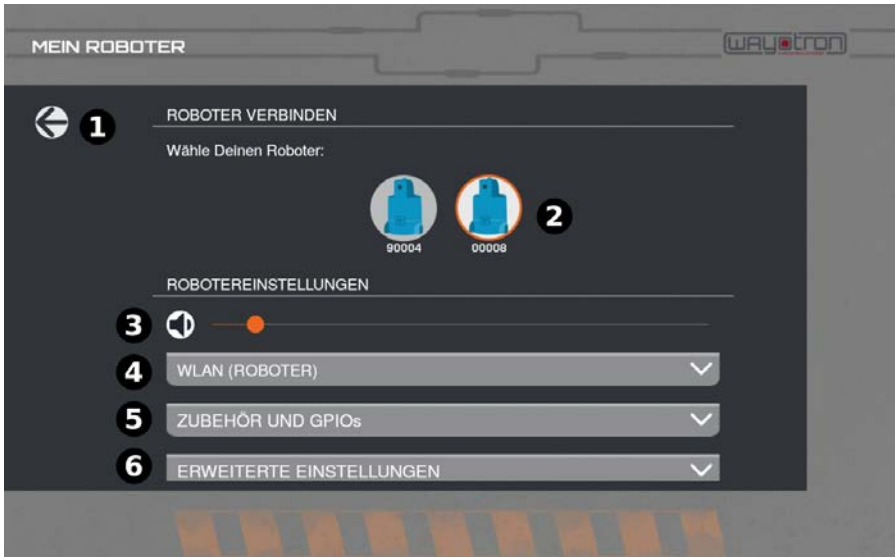 MEIN ROBOTER
wayotron
1
ROBOTER VERBINDEN
Wähle Deinen Roboter:
2
90004 00008
ROBOTEREINSTELLUNGEN
3
4 WLAN (ROBOTER)
5 ZUBEHÖR UND GPIOs
6 ERWEITERTE EINSTELLUNGEN